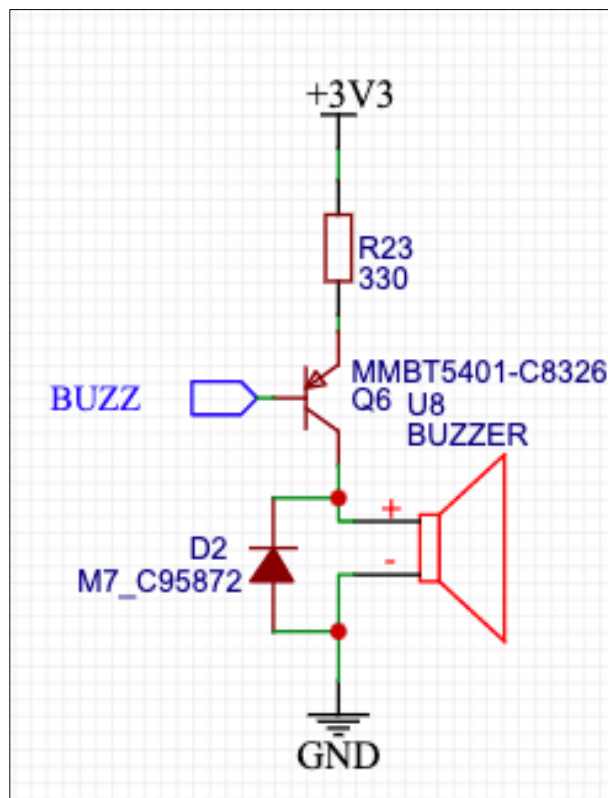 +3V3
R23
330
MMBT5401-C8326
Q6
U8
BUZZER
BUZZ
+
-
D2
M7_C95872
GND